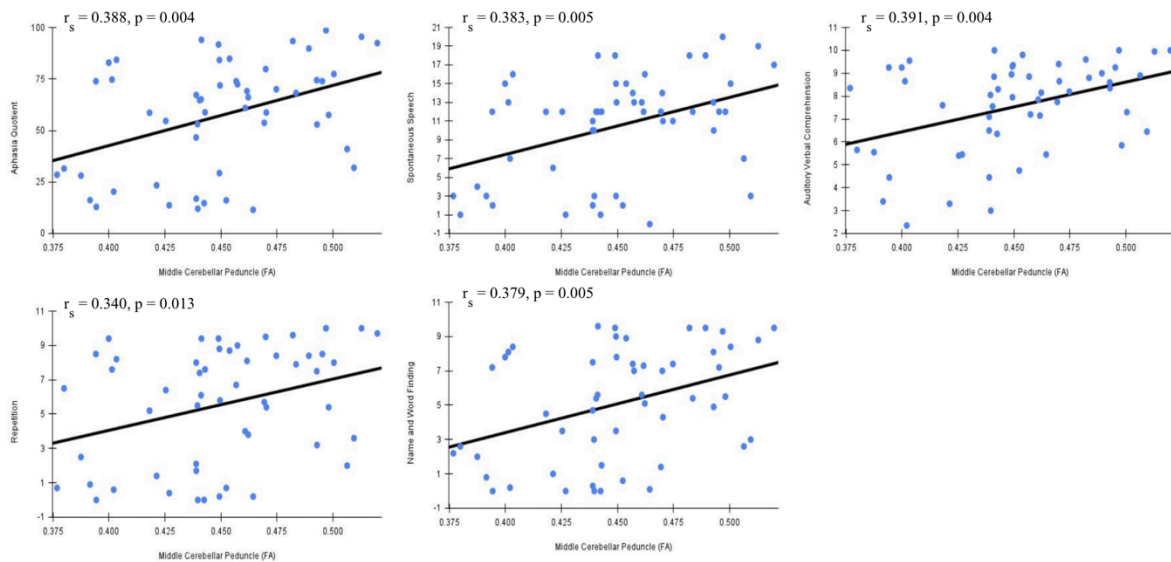 r_s = 0.388, p = 0.004
100
75
50
25
0
Aphasia Quotient
0.375 0.400 0.425 0.450 0.475 0.500
Middle Cerebellar Peduncle (FA)
r_s = 0.383, p = 0.005
21
19
17
15
13
11
9
7
5
3
1
-1
Spontaneous Speech
0.375 0.400 0.425 0.450 0.475 0.500
Middle Cerebellar Peduncle (FA)
r_s = 0.391, p = 0.004
11
10
9
8
7
6
5
4
3
2
Auditory Verbal Comprehension
0.375 0.400 0.425 0.450 0.475 0.500
Middle Cerebellar Peduncle (FA)
r_s = 0.340, p = 0.013
11
9
7
5
3
1
-1
Repetition
0.375 0.400 0.425 0.450 0.475 0.500
Middle Cerebellar Peduncle (FA)
r_s = 0.379, p = 0.005
11
9
7
5
3
1
-1
Name and Word Finding
0.375 0.400 0.425 0.450 0.475 0.500
Middle Cerebellar Peduncle (FA)